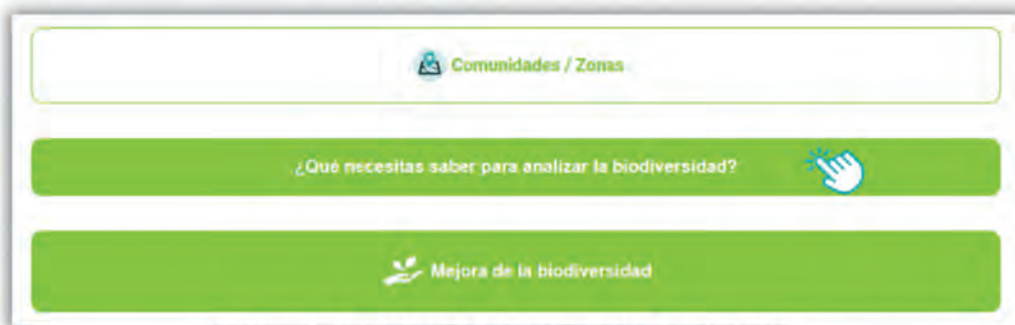 Comunidades / Zonas
¿Qué necesitas saber para analizar la biodiversidad?
Mejora de la biodiversidad